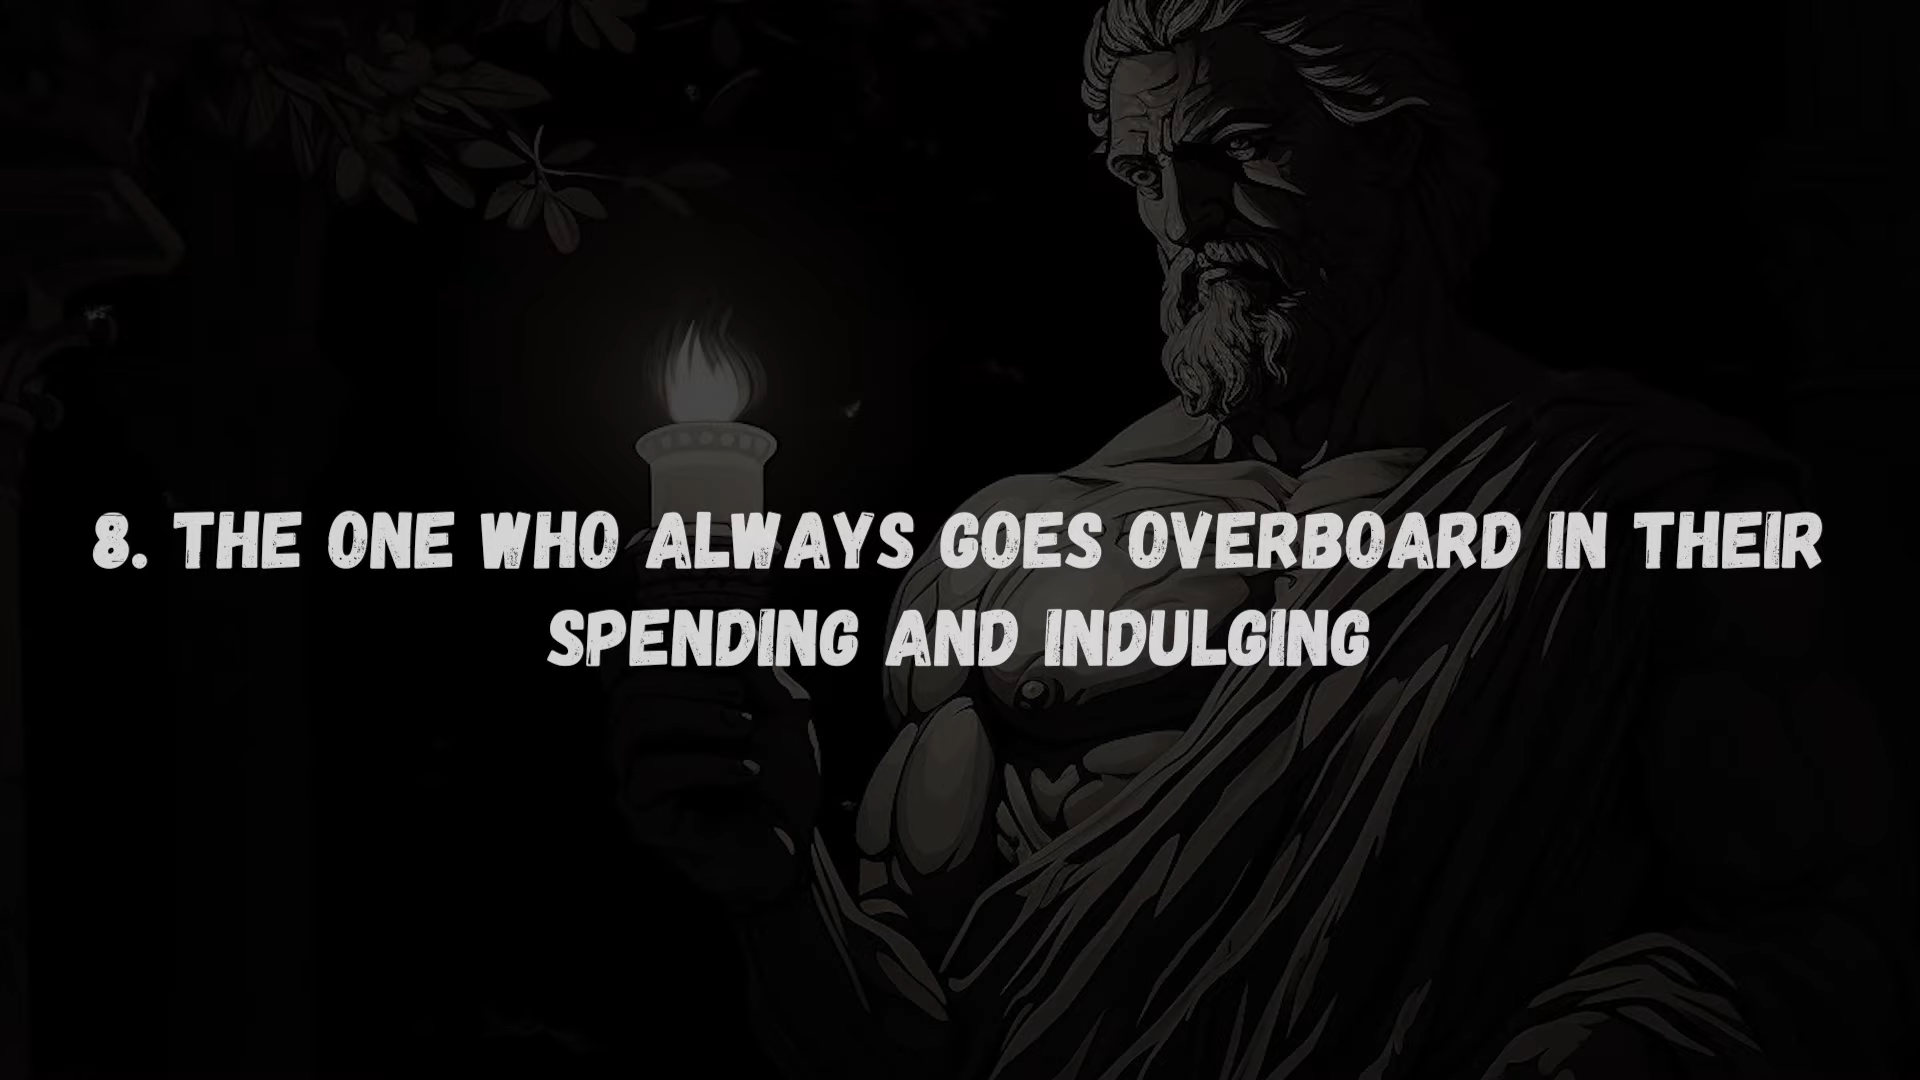 8. THE ONE WHO ALWAYS GOES OVERBOARD IN THEIR
SPENDING AND INDULGING